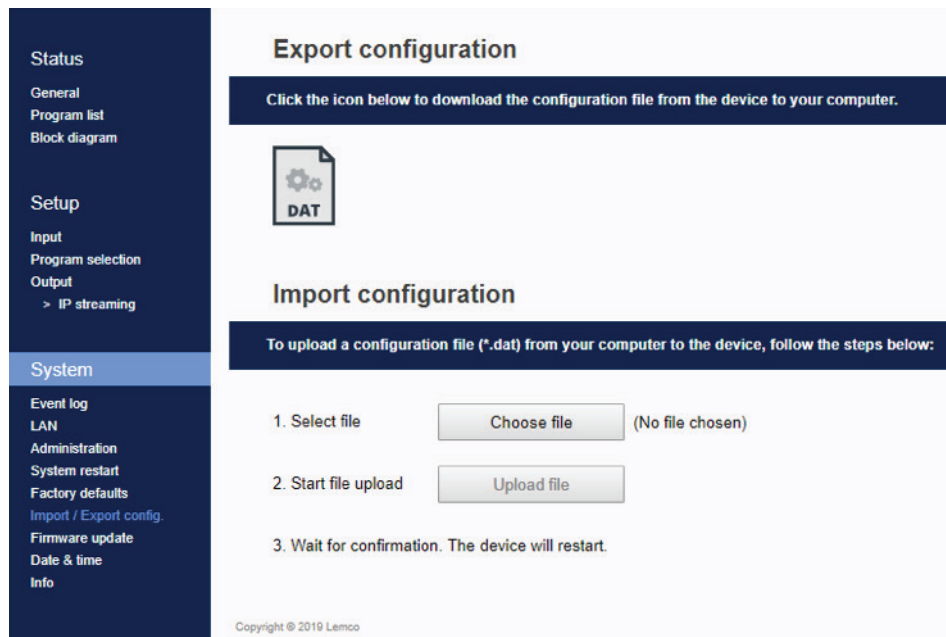 Status
General
Program list
Block diagram
Setup
Input
Program selection
Output
> IP streaming
System
Event log
LAN
Administration
System restart
Factory defaults
Import / Export config.
Firmware update
Date & time
Info
Export configuration
Click the icon below to download the configuration file from the device to your computer.
DAT
Import configuration
To upload a configuration file (*.dat) from your computer to the device, follow the steps below:
1. Select file Choose file (No file chosen)
2. Start file upload Upload file
3. Wait for confirmation. The device will restart.
Copyright © 2019 Lemco